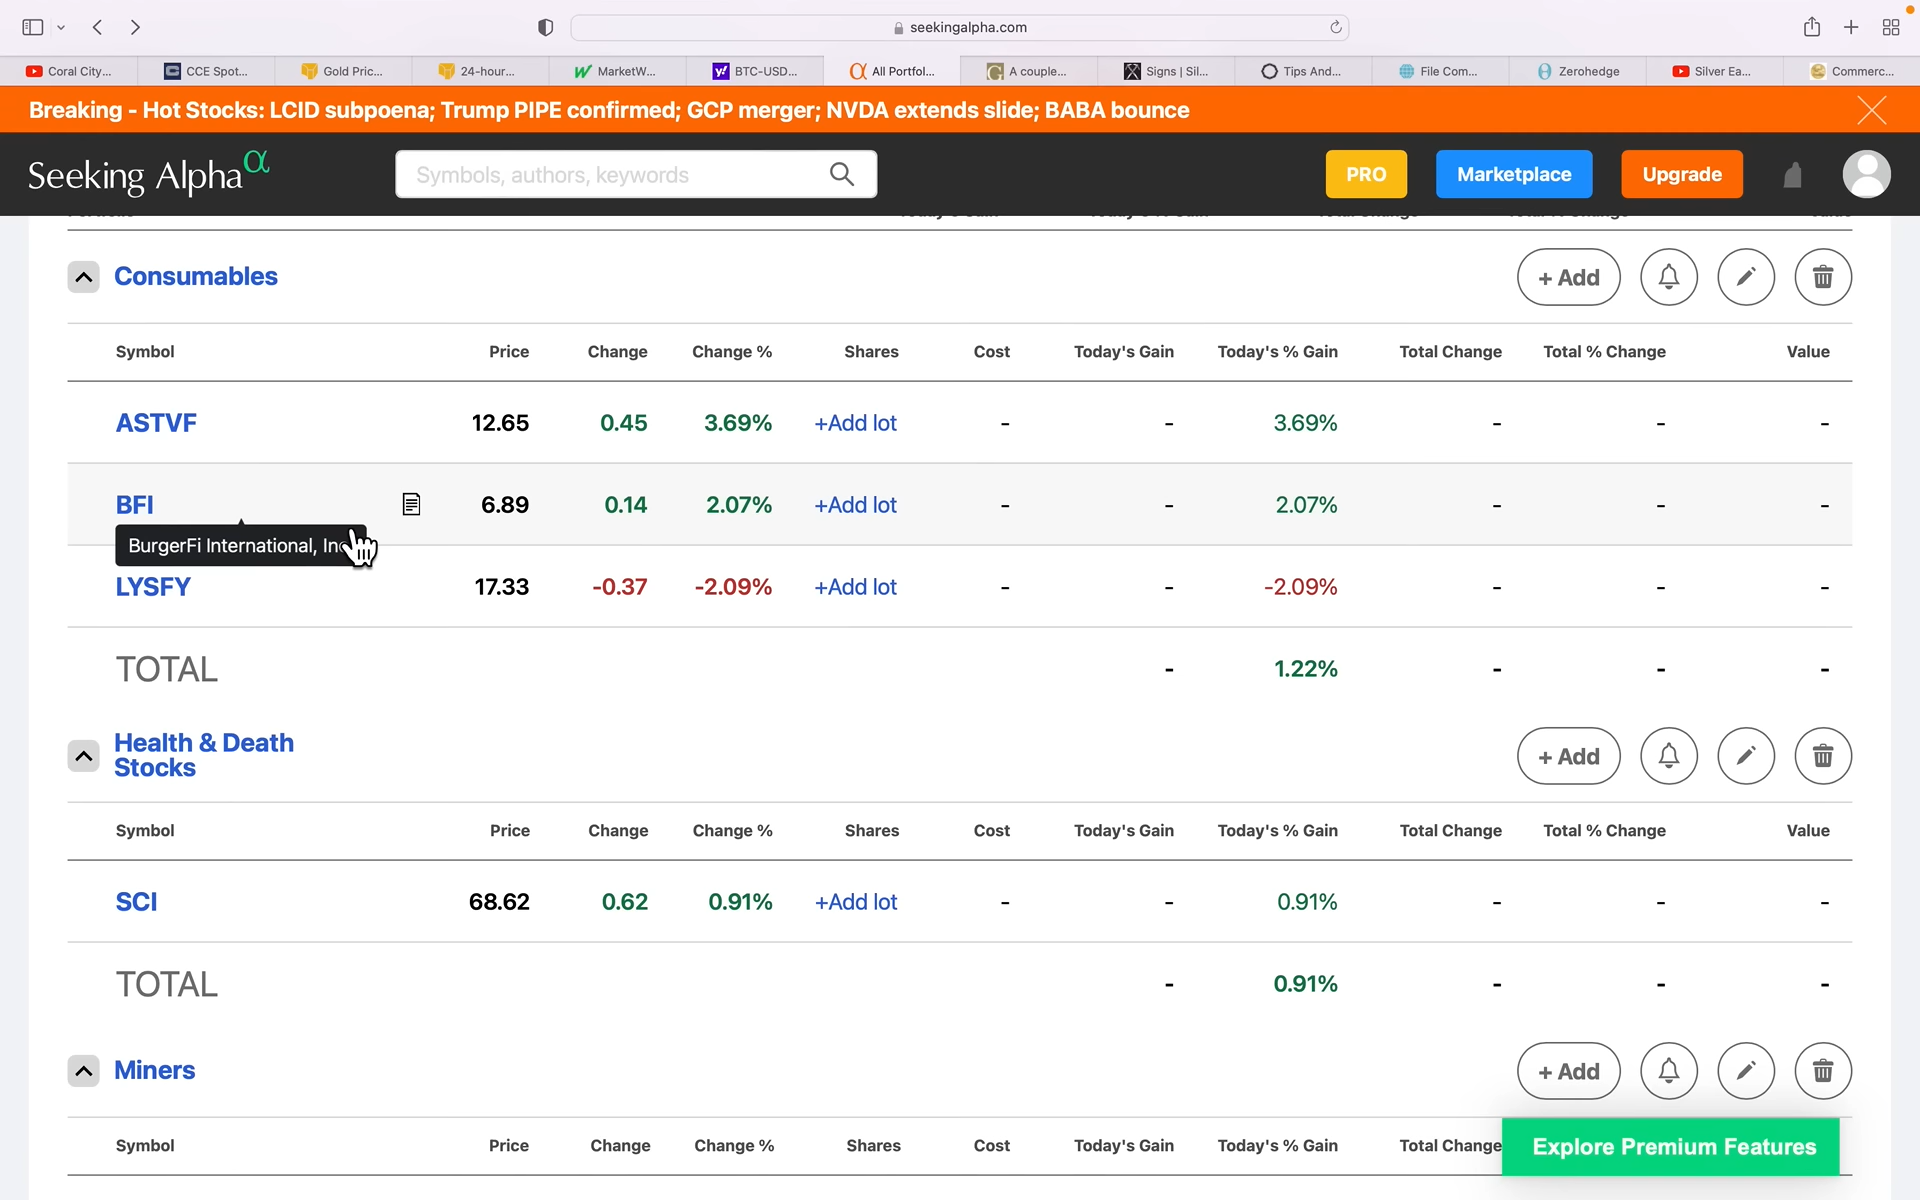 seekingalpha.com
Coral City...
CCE Spot...
Gold Pric...
24-hour...
MarketW...
BTC-USD...
All Portfol...
A couple...
Signs | Sil...
Tips And...
File Com...
Zerohedge
Silver Ea...
Commerc...
Breaking - Hot Stocks: LCID subpoena; Trump PIPE confirmed; GCP merger; NVDA extends slide; BABA bounce
Seeking Alpha α
Symbols, authors, keywords
PRO
Marketplace
Upgrade
Consumables
+ Add
Symbol Price Change Change % Shares Cost Today's Gain Today's % Gain Total Change Total % Change Value
ASTVF 12.65 0.45 3.69% +Add lot - - 3.69% - - -
BFI 6.89 0.14 2.07% +Add lot - - 2.07% - - -
BurgerFi International, In
LYSFY 17.33 -0.37 -2.09% +Add lot - - -2.09% - - -
TOTAL - 1.22% - - -
Health & Death
Stocks
+ Add
Symbol Price Change Change % Shares Cost Today's Gain Today's % Gain Total Change Total % Change Value
SCI 68.62 0.62 0.91% +Add lot - - 0.91% - - -
TOTAL - 0.91% - - -
Miners
+ Add
Symbol Price Change Change % Shares Cost Today's Gain Today's % Gain Total Change
Explore Premium Features